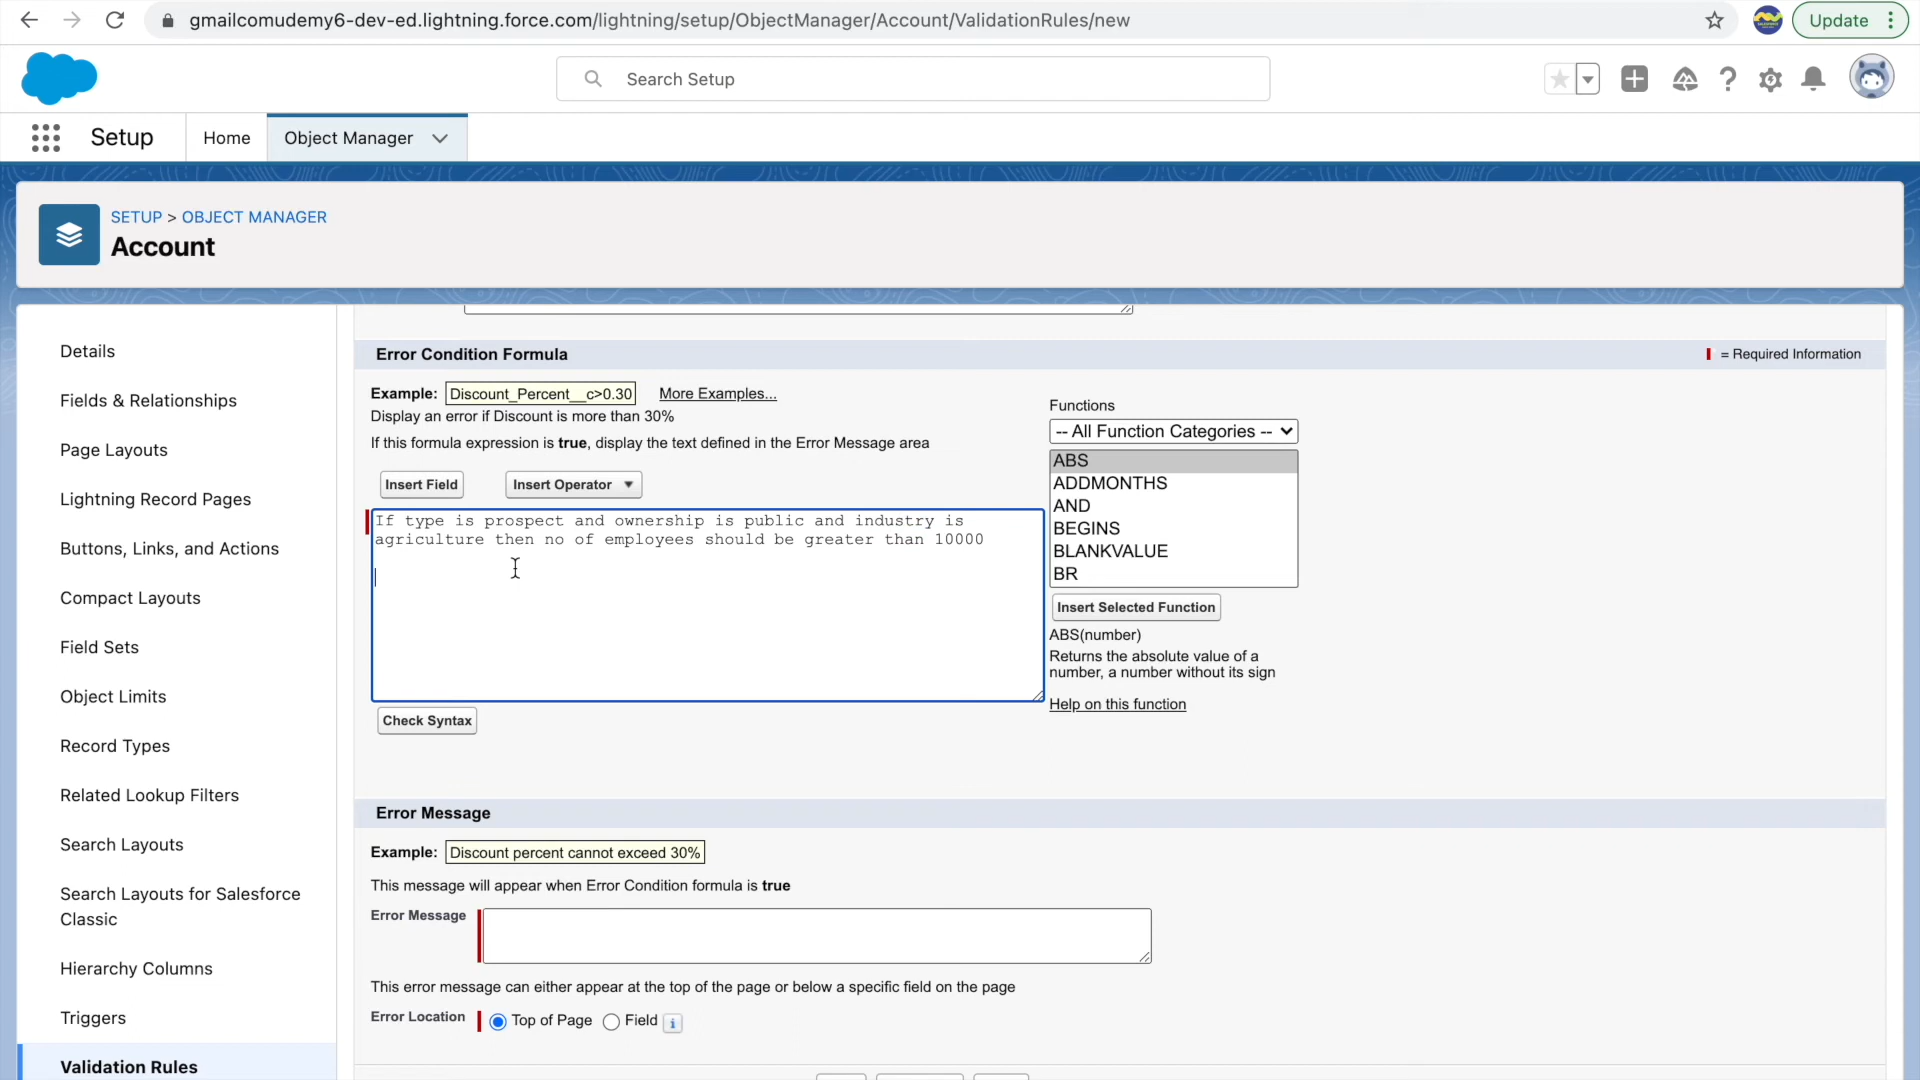 gmailcomudemy6-dev-ed.lightning.force.com/lightning/setup/ObjectManager/Account/ValidationRules/new
Update
Search Setup
Setup
Home
Object Manager
SETUP > OBJECT MANAGER
Account
Details
Fields & Relationships
Page Layouts
Lightning Record Pages
Buttons, Links, and Actions
Compact Layouts
Field Sets
Object Limits
Record Types
Related Lookup Filters
Search Layouts
Search Layouts for Salesforce
Classic
Hierarchy Columns
Triggers
Validation Rules
Error Condition Formula
= Required Information
Example: Discount_Percent__c>0.30 More Examples...
Display an error if Discount is more than 30%
If this formula expression is true, display the text defined in the Error Message area
Insert Field
Insert Operator
If type is prospect and ownership is public and industry is
agriculture then no of employees should be greater than 10000
Check Syntax
Functions
-- All Function Categories --
ABS
ADDMONTHS
AND
BEGINS
BLANKVALUE
BR
Insert Selected Function
ABS(number)
Returns the absolute value of a
number, a number without its sign
Help on this function
Error Message
Example: Discount percent cannot exceed 30%
This message will appear when Error Condition formula is true
Error Message
This error message can either appear at the top of the page or below a specific field on the page
Error Location Top of Page Field i